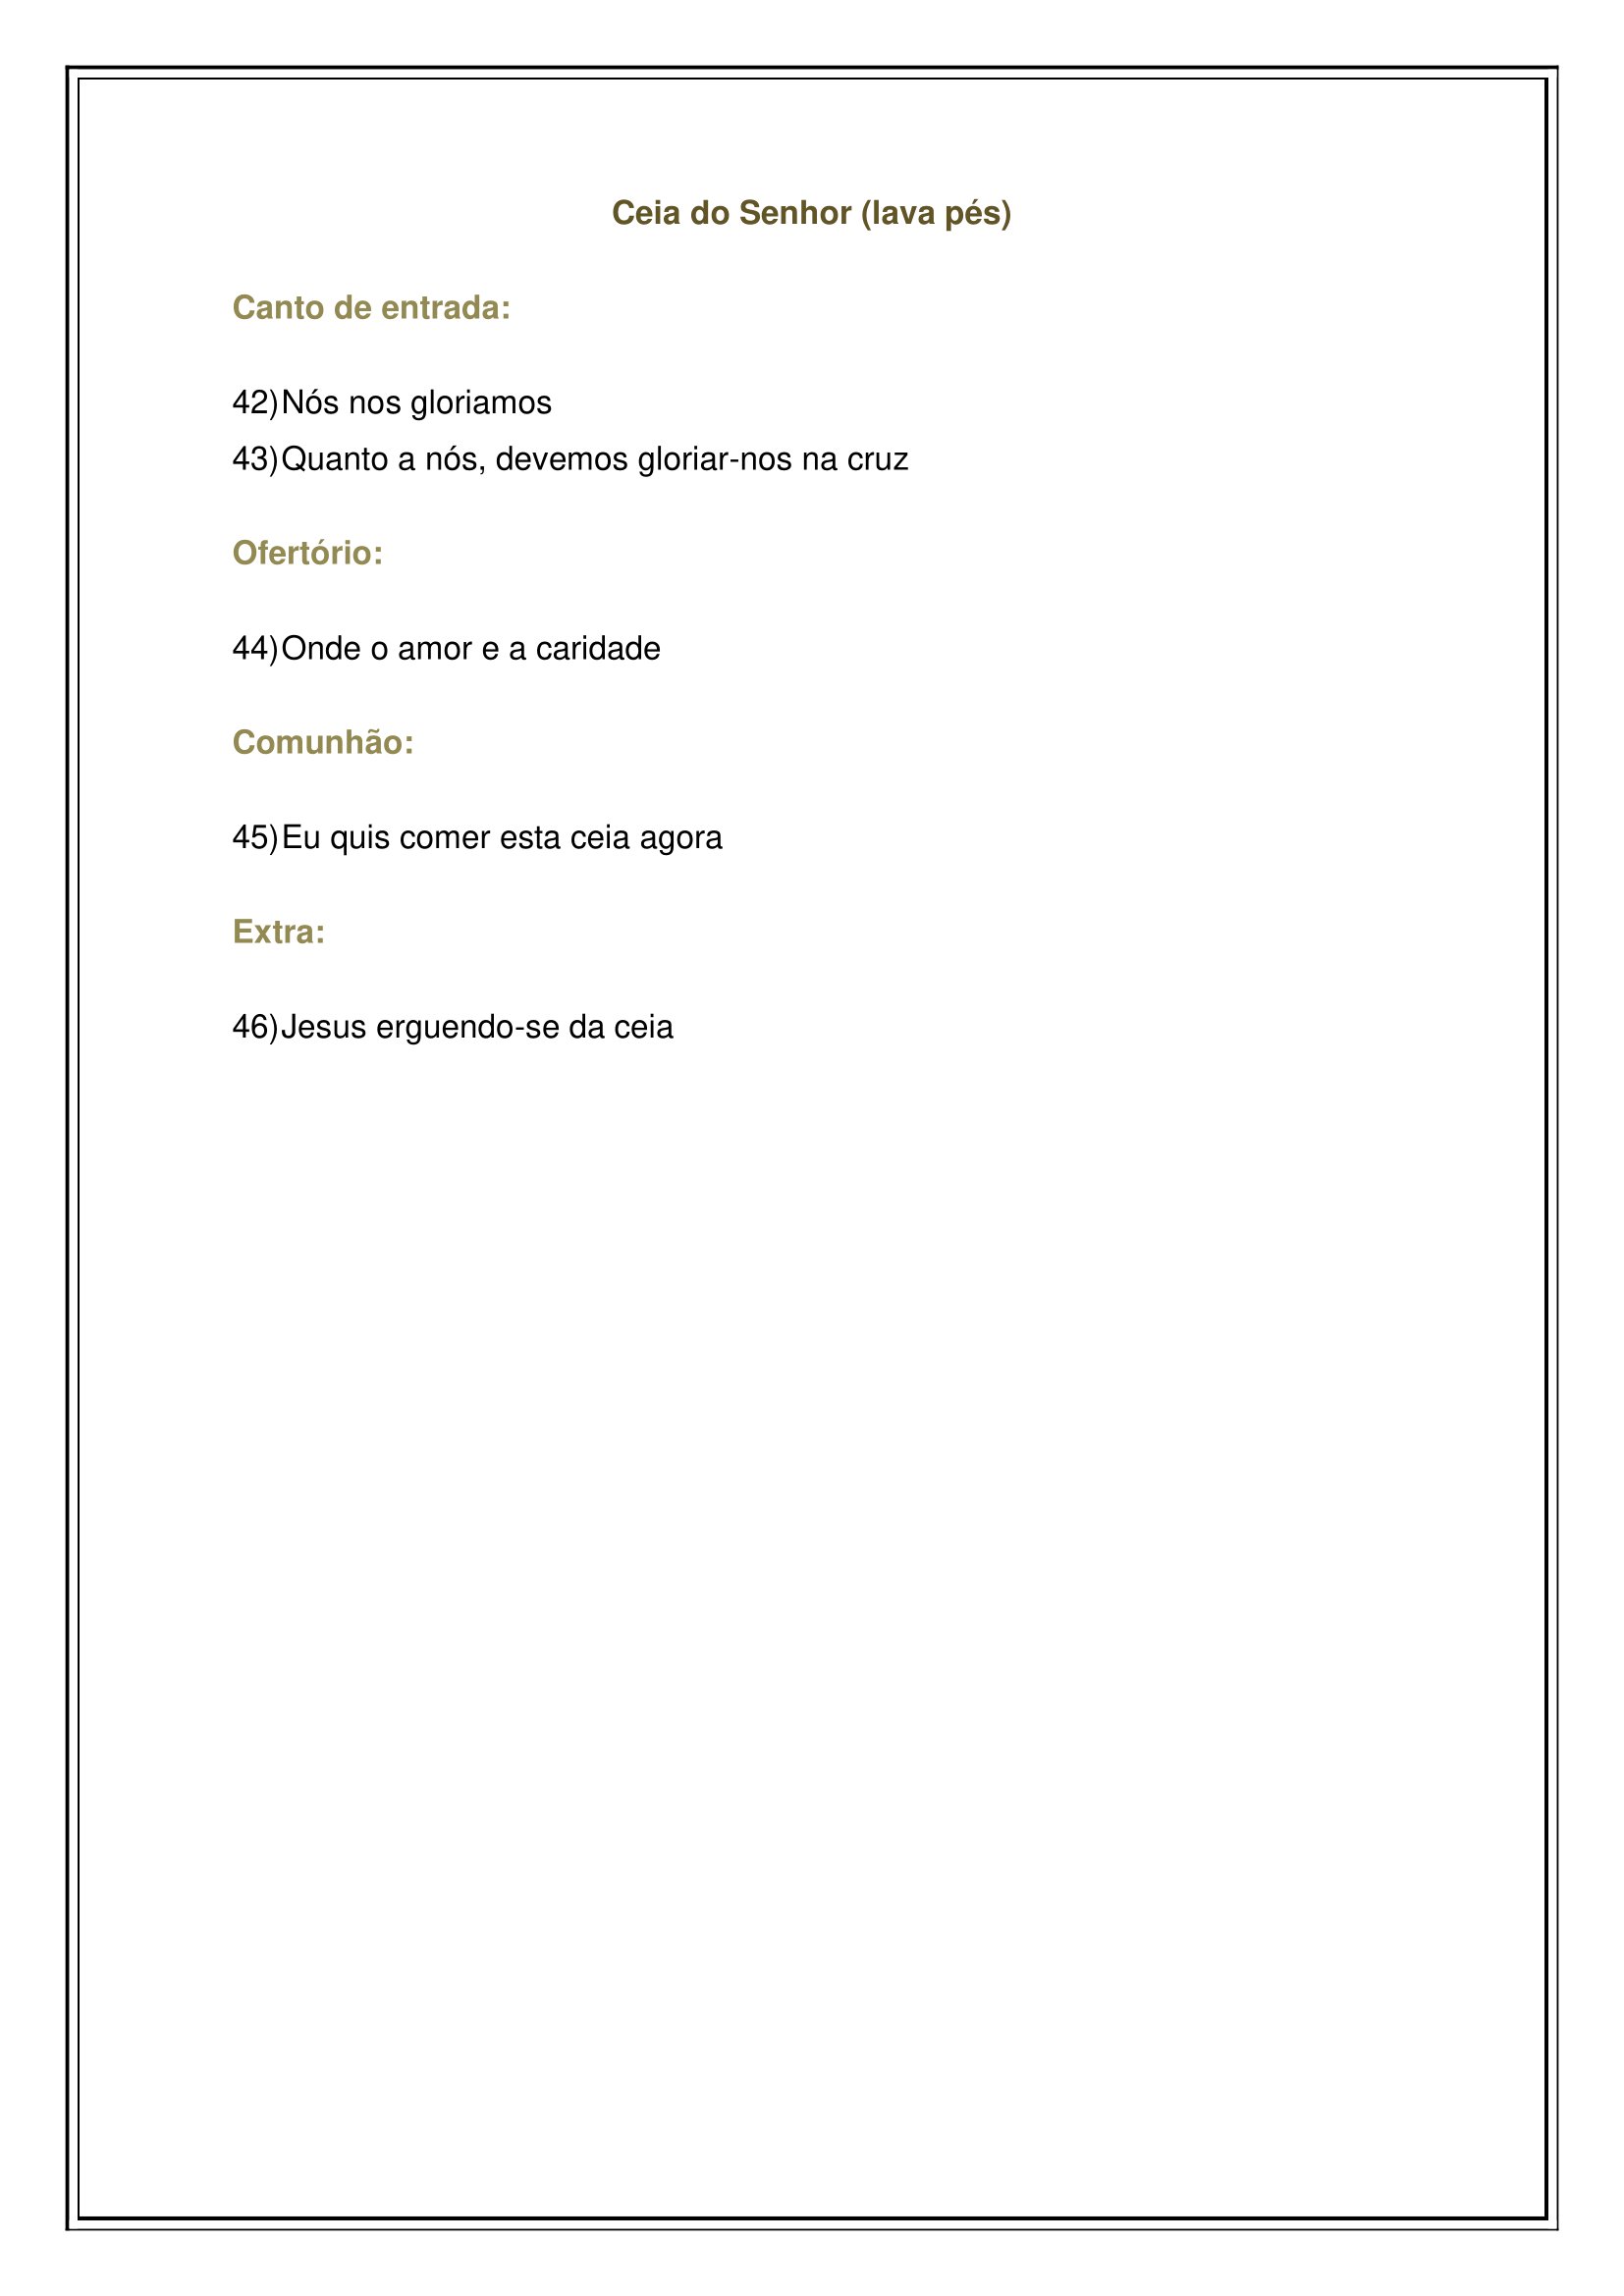 Ceia do Senhor (lava pés)
Canto de entrada:
42)Nós nos gloriamos
43)Quanto a nós, devemos gloriar-nos na cruz
Ofertório:
44)Onde o amor e a caridade
Comunhão:
45)Eu quis comer esta ceia agora
Extra:
46)Jesus erguendo-se da ceia